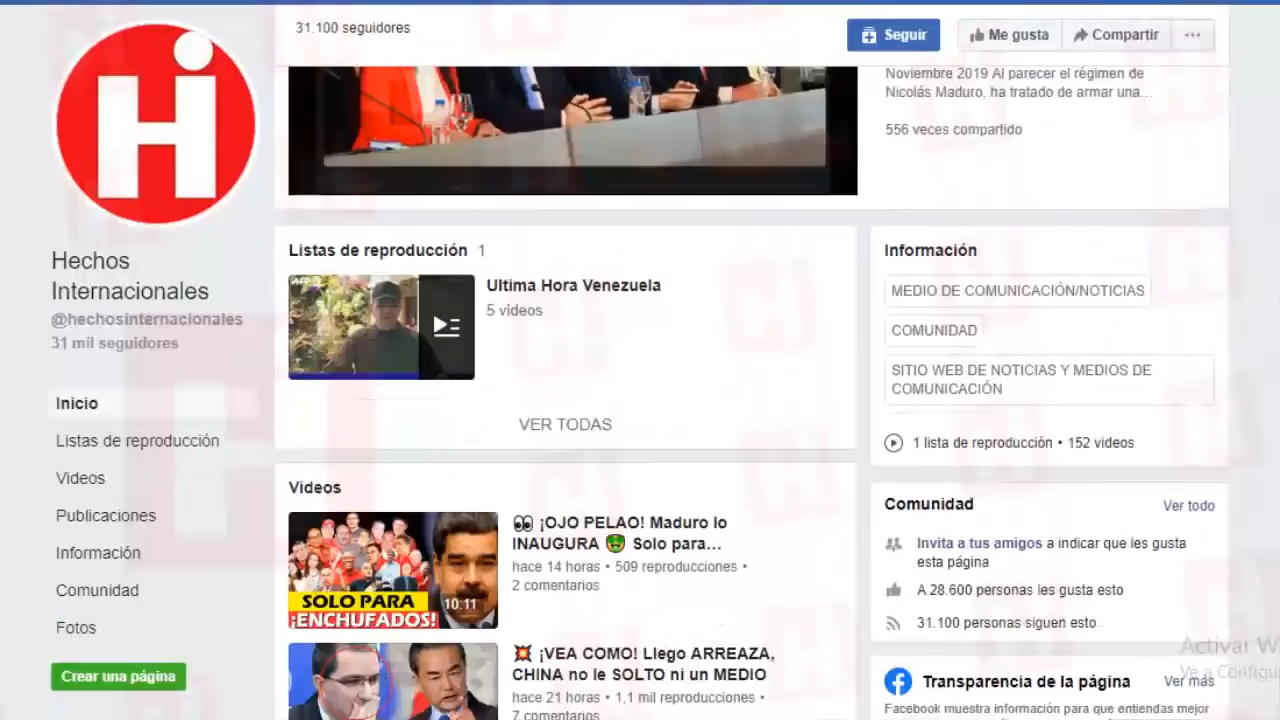 31.100 seguidores
Seguir
Me gusta
Compartir
Noviembre 2019 Al parecer el régimen de
Nicolás Maduro, ha tratado de armar una...
556 veces compartido
Hi
Hechos
Internacionales
@hechosinternacionales
31 mil seguidores
Inicio
Listas de reproducción
Videos
Publicaciones
Información
Comunidad
Fotos
Crear una página
Listas de reproducción 1
Ultima Hora Venezuela
5 videos
VER TODAS
Videos
¡OJO PELAO! Maduro lo
INAUGURA Solo para...
hace 14 horas • 509 reproducciones •
2 comentarios
SOLO PARA
¡ENCHUFADOS!
10:11
¡VEA COMO! Llego ARREAZA,
CHINA no le SOLTO ni un MEDIO
hace 21 horas • 1,1 mil reproducciones •
7 comentarios
Información
MEDIO DE COMUNICACIÓN/NOTICIAS
COMUNIDAD
SITIO WEB DE NOTICIAS Y MEDIOS DE
COMUNICACIÓN
1 lista de reproducción • 152 videos
Comunidad
Ver todo
Invita a tus amigos a indicar que les gusta
esta página
A 28.600 personas les gusta esto
31.100 personas siguen esto
Activar W
Ve a Configu
Transparencia de la página
Ver más
Facebook muestra información para que entiendas mejor